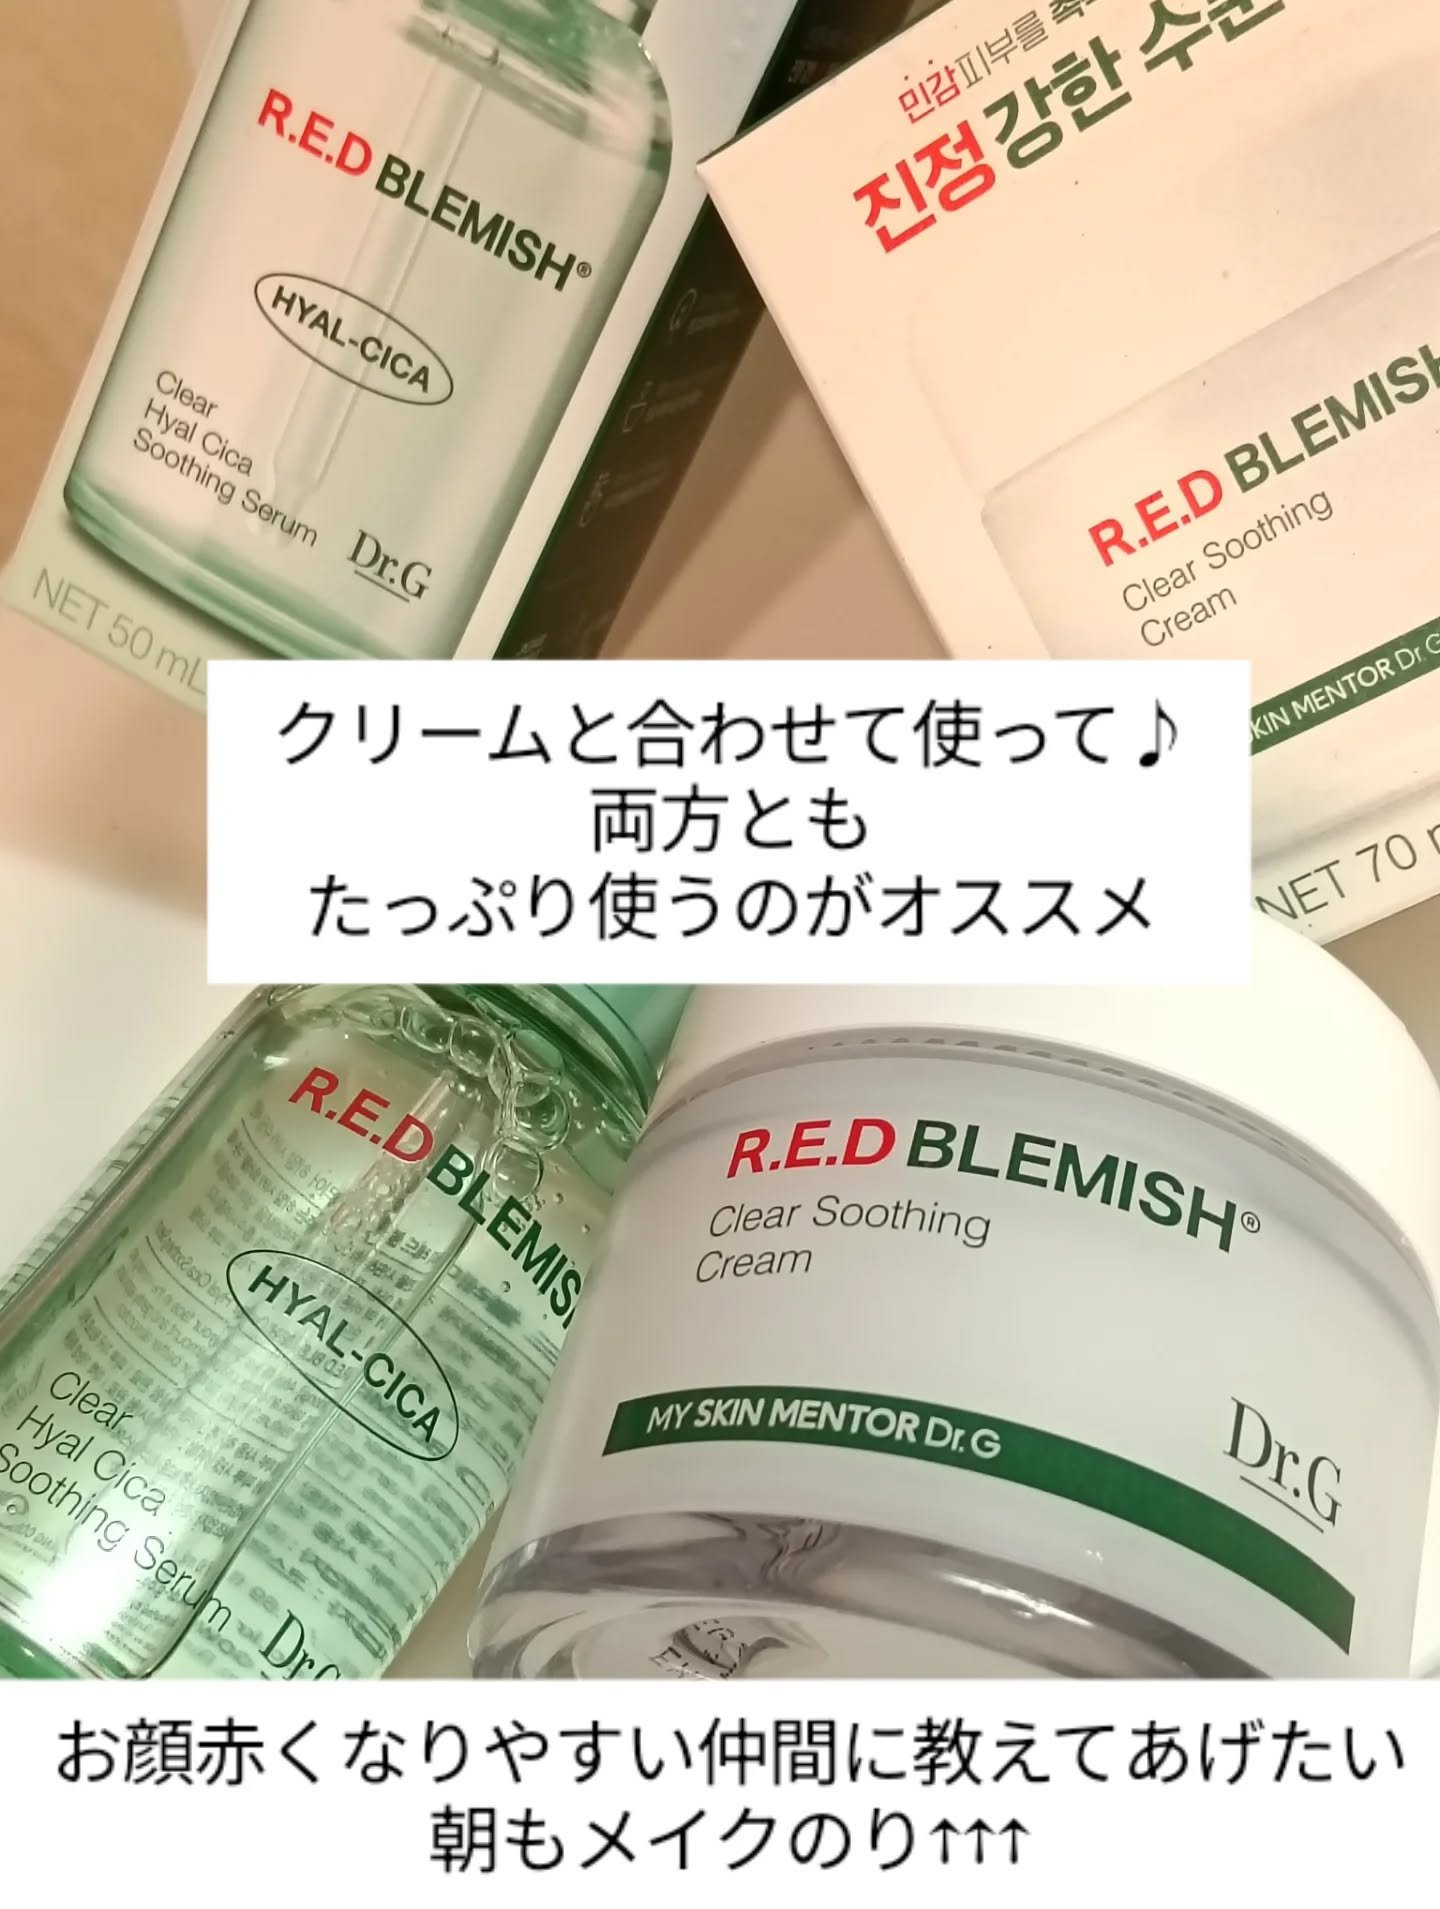 R.E.D BLEMISH®
HYAL-CICA
Clear
Hyal Cica
Soothing Serum
Dr.G
NET 50 mL
민감피부를
진정 강한 수분
R.E.D BLEMISH
Clear Soothing
Cream
SKIN MENTOR Dr.G
NET 70
クリームと合わせて使って♪
両方とも
たっぷり使うのがオススメ
R.E.D BLEMIS
HYAL-CICA
Clear
Hyal Cica
Soothing Serum
Dr.G
R.E.D BLEMISH®
Clear Soothing
Cream
MY SKIN MENTOR Dr.G
Dr.G
お顔赤くなりやすい仲間に教えてあげたい
朝もメイクのり↑↑↑